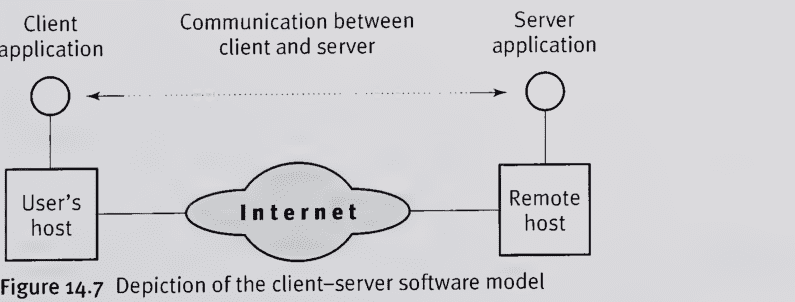 Client
application
Communication between
client and server
Server
application
User's
host
Internet
Remote
host
Figure 14.7 Depiction of the client–server software model